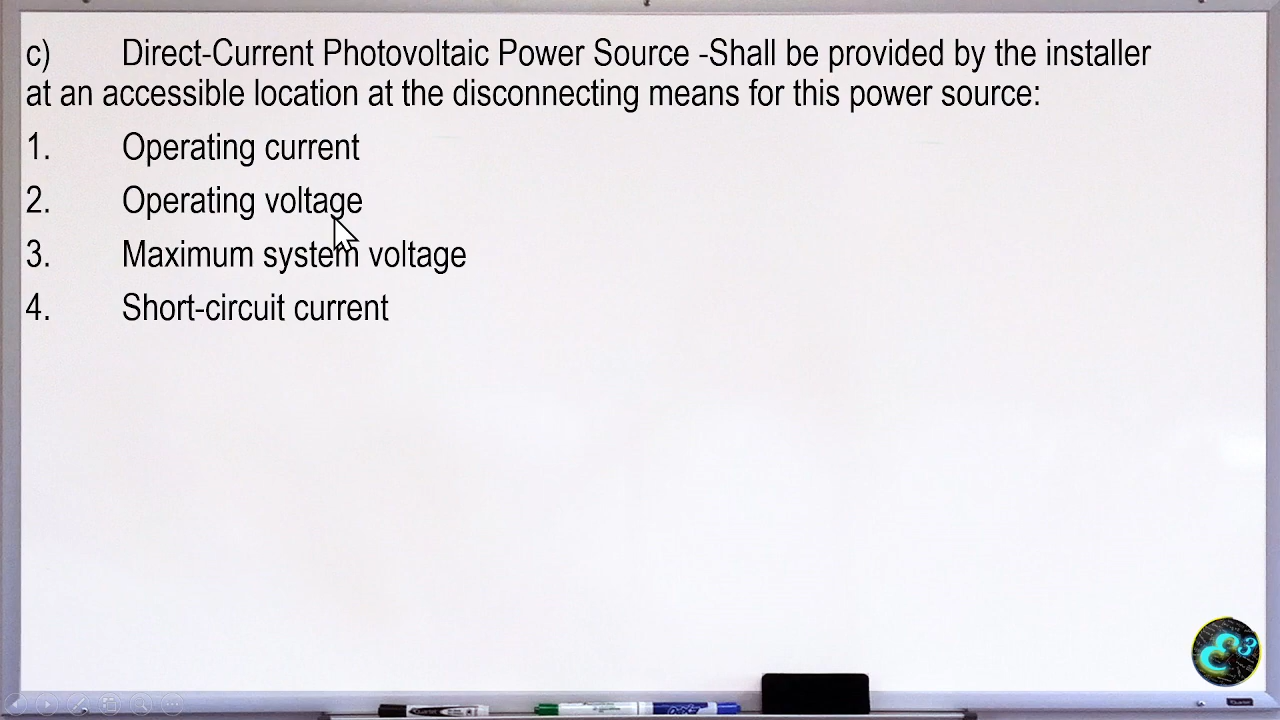 c) Direct-Current Photovoltaic Power Source -Shall be provided by the installer
at an accessible location at the disconnecting means for this power source:
1. Operating current
2. Operating voltage
3. Maximum system voltage
4. Short-circuit current
ε3